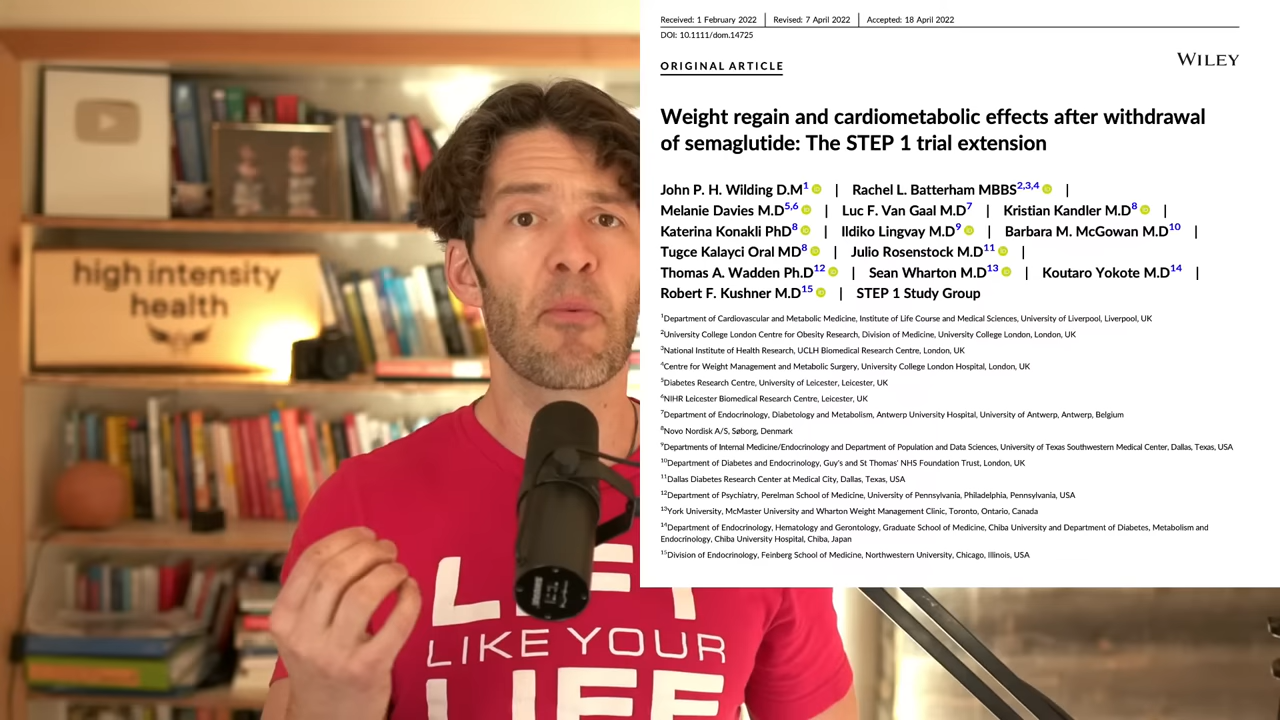 high intensity
health
LIFT
LIKE YOUR
LIFE
Received: 1 February 2022 | Revised: 7 April 2022 | Accepted: 18 April 2022
DOI: 10.1111/dom.14725
WILEY
ORIGINAL ARTICLE
Weight regain and cardiometabolic effects after withdrawal
of semaglutide: The STEP 1 trial extension
John P. H. Wilding D.M1 | Rachel L. Batterham MBBS2,3,4 |
Melanie Davies M.D5,6 | Luc F. Van Gaal M.D7 | Kristian Kandler M.D8 |
Katerina Konakli PhD8 | Ildiko Lingvay M.D9 | Barbara M. McGowan M.D10 |
Tugce Kalayci Oral MD8 | Julio Rosenstock M.D11 |
Thomas A. Wadden Ph.D12 | Sean Wharton M.D13 | Koutaro Yokote M.D14 |
Robert F. Kushner M.D15 | STEP 1 Study Group
1Department of Cardiovascular and Metabolic Medicine, Institute of Life Course and Medical Sciences, University of Liverpool, Liverpool, UK
2University College London Centre for Obesity Research, Division of Medicine, University College London, London, UK
3National Institute of Health Research, UCLH Biomedical Research Centre, London, UK
4Centre for Weight Management and Metabolic Surgery, University College London Hospital, London, UK
5Diabetes Research Centre, University of Leicester, Leicester, UK
6NIHR Leicester Biomedical Research Centre, Leicester, UK
7Department of Endocrinology, Diabetology and Metabolism, Antwerp University Hospital, University of Antwerp, Antwerp, Belgium
8Novo Nordisk A/S, Søborg, Denmark
9Departments of Internal Medicine/Endocrinology and Department of Population and Data Sciences, University of Texas Southwestern Medical Center, Dallas, Texas, USA
10Department of Diabetes and Endocrinology, Guy's and St Thomas' NHS Foundation Trust, London, UK
11Dallas Diabetes Research Center at Medical City, Dallas, Texas, USA
12Department of Psychiatry, Perelman School of Medicine, University of Pennsylvania, Philadelphia, Pennsylvania, USA
13York University, McMaster University and Wharton Weight Management Clinic, Toronto, Ontario, Canada
14Department of Endocrinology, Hematology and Gerontology, Graduate School of Medicine, Chiba University and Department of Diabetes, Metabolism and
Endocrinology, Chiba University Hospital, Chiba, Japan
15Division of Endocrinology, Feinberg School of Medicine, Northwestern University, Chicago, Illinois, USA